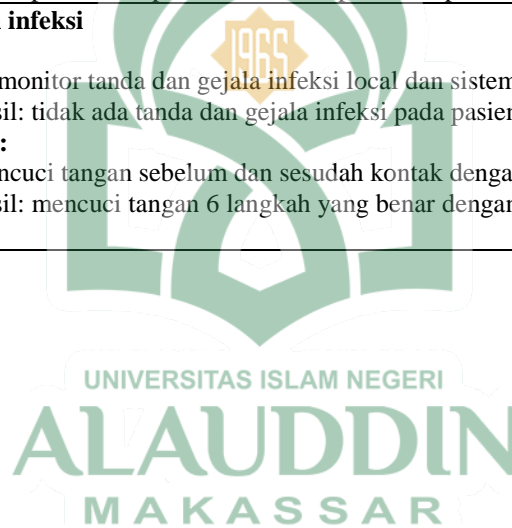 infeksi
1965
monitor tanda dan gejala infeksi local dan sistem
sil: tidak ada tanda dan gejala infeksi pada pasien
:
ncuci tangan sebelum dan sesudah kontak denga
sil: mencuci tangan 6 langkah yang benar dengan
UNIVERSITAS ISLAM NEGERI
ALAUDDIN
MAKASSAR